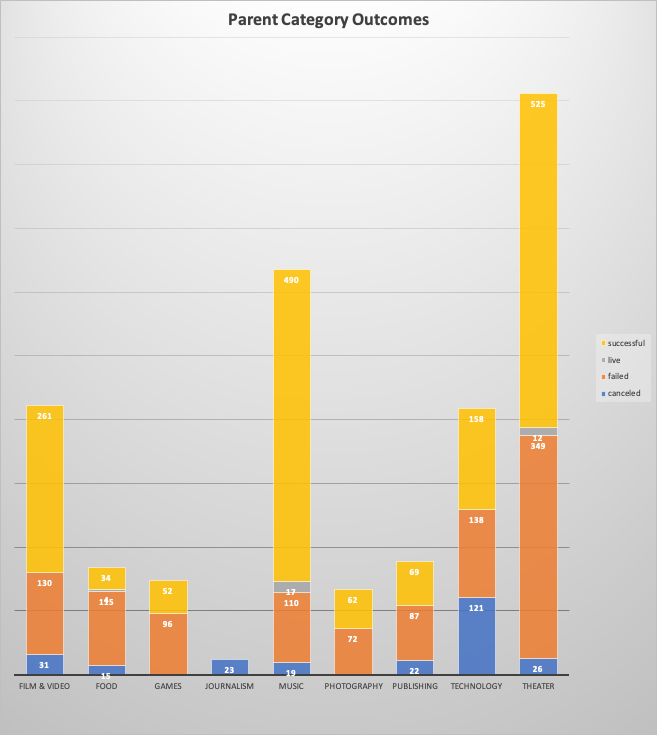 Parent Category Outcomes
525
490
261
158
successful
live
failed
canceled
12
349
138
34
52
69
130
115
17
110
62
96
72
87
121
31
15
23
19
22
26
FILM & VIDEO
FOOD
GAMES
JOURNALISM
MUSIC
PHOTOGRAPHY
PUBLISHING
TECHNOLOGY
THEATER